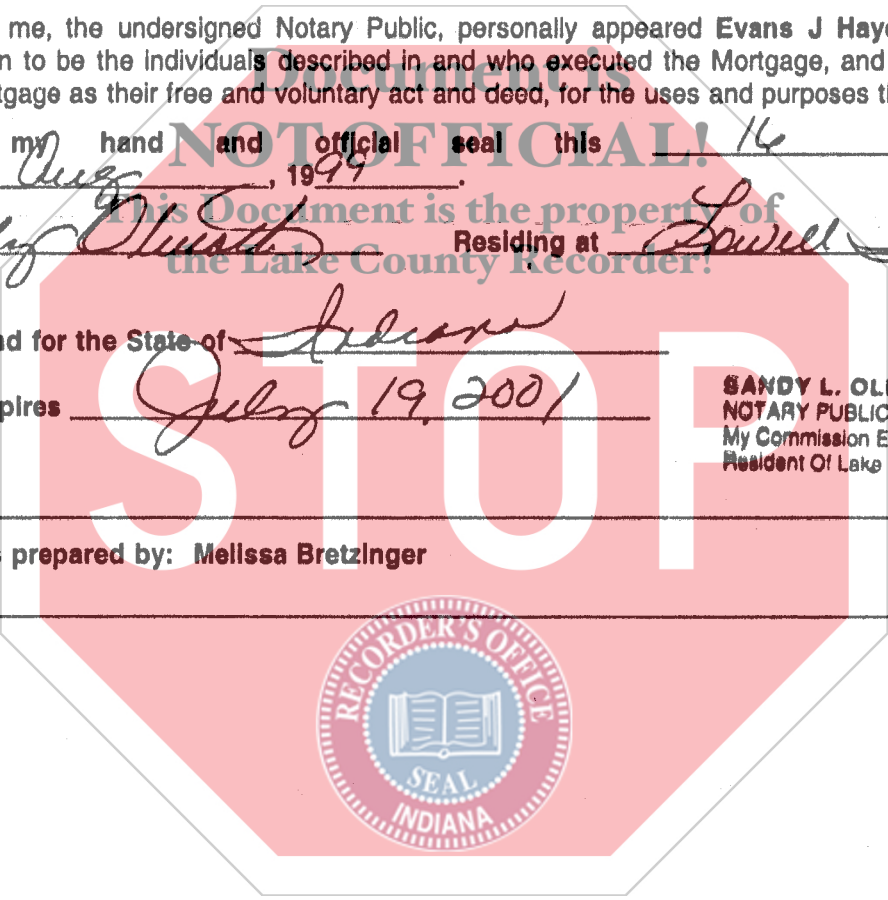 me, the undersigned Notary Public, personally appeared Evans J Haye
n to be the individuals described in and who executed the Mortgage, and
tgage as their free and voluntary act and deed, for the uses and purposes t
my hand and official seal this 16
Aug, 1999.
Residing at Lowell
nd for the State of Indiana
pires July 19, 2001
SANDY L. OL
NOTARY PUBLIC
My Commission E
Resident Of Lake
prepared by: Melissa Bretzinger
Document is
NOT OFFICIAL!
This Document is the property of
the Lake County Recorder!
STOP
RECORDER'S OFFICE
SEAL
INDIANA